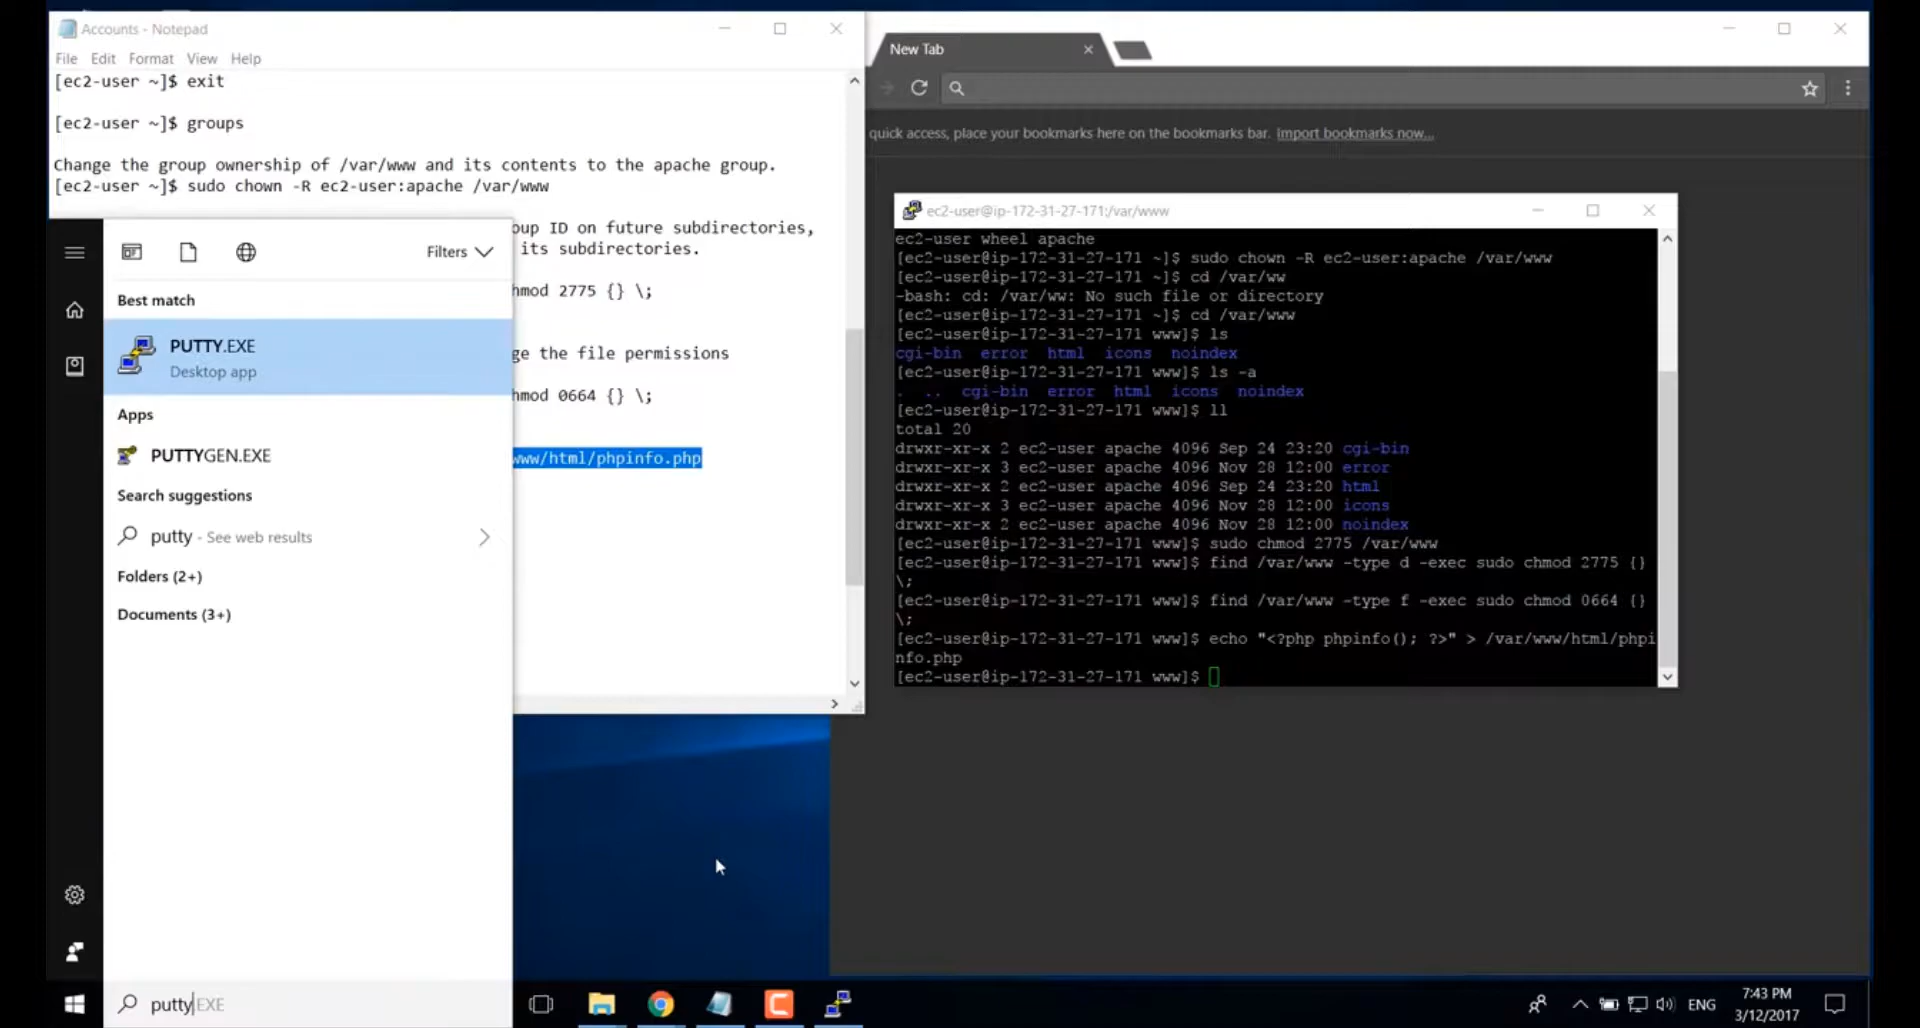 Accounts - Notepad
File Edit Format View Help
[ec2-user ~]$ exit
[ec2-user ~]$ groups
Change the group ownership of /var/www and its contents to the apache group.
[ec2-user ~]$ sudo chown -R ec2-user:apache /var/www
oup ID on future subdirectories,
its subdirectories.
hmod 2775 {} \;
ge the file permissions
hmod 0664 {} \;
www/html/phpinfo.php
Filters
Best match
PUTTY.EXE
Desktop app
Apps
PUTTYGEN.EXE
Search suggestions
putty - See web results
Folders (2+)
Documents (3+)
putty EXE
New Tab
quick access, place your bookmarks here on the bookmarks bar. Import bookmarks now...
ec2-user@ip-172-31-27-171:/var/www
ec2-user wheel apache
[ec2-user@ip-172-31-27-171 ~]$ sudo chown -R ec2-user:apache /var/www
[ec2-user@ip-172-31-27-171 ~]$ cd /var/ww
-bash: cd: /var/ww: No such file or directory
[ec2-user@ip-172-31-27-171 ~]$ cd /var/www
[ec2-user@ip-172-31-27-171 www]$ ls
cgi-bin error html icons noindex
[ec2-user@ip-172-31-27-171 www]$ ls -a
. .. cgi-bin error html icons noindex
[ec2-user@ip-172-31-27-171 www]$ ll
total 20
drwxr-xr-x 2 ec2-user apache 4096 Sep 24 23:20 cgi-bin
drwxr-xr-x 3 ec2-user apache 4096 Nov 28 12:00 error
drwxr-xr-x 2 ec2-user apache 4096 Sep 24 23:20 html
drwxr-xr-x 3 ec2-user apache 4096 Nov 28 12:00 icons
drwxr-xr-x 2 ec2-user apache 4096 Nov 28 12:00 noindex
[ec2-user@ip-172-31-27-171 www]$ sudo chmod 2775 /var/www
[ec2-user@ip-172-31-27-171 www]$ find /var/www -type d -exec sudo chmod 2775 {}
\;
[ec2-user@ip-172-31-27-171 www]$ find /var/www -type f -exec sudo chmod 0664 {}
\;
[ec2-user@ip-172-31-27-171 www]$ echo "<?php phpinfo(); ?>" > /var/www/html/phpi
nfo.php
[ec2-user@ip-172-31-27-171 www]$
ENG
7:43 PM
3/12/2017